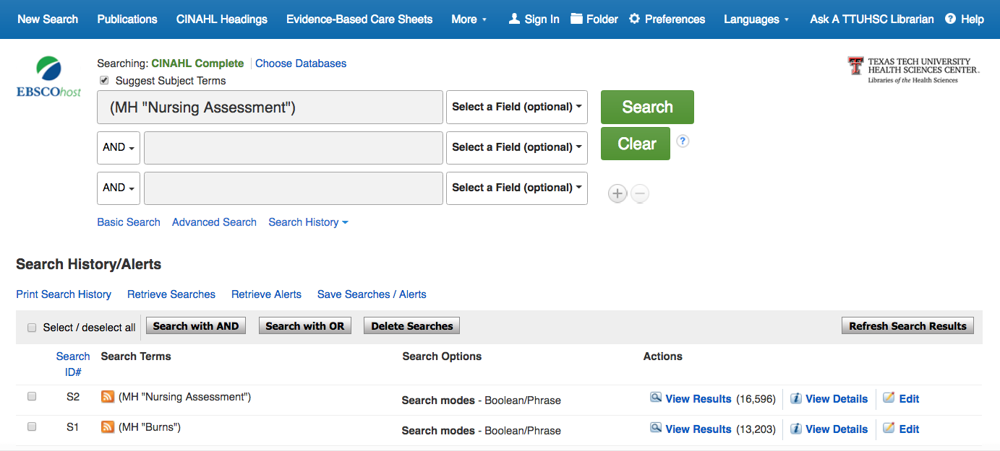 New Search Publications CINAHL Headings Evidence-Based Care Sheets More Sign In Folder Preferences Languages Ask A TTUHSC Librarian ? Help
Searching: CINAHL Complete Choose Databases
Suggest Subject Terms
EBSCOhost
TEXAS TECH UNIVERSITY
HEALTH SCIENCES CENTER.
Libraries of the Health Sciences
(MH "Nursing Assessment") Select a Field (optional) Search
AND Select a Field (optional) Clear ?
AND Select a Field (optional)
Basic Search Advanced Search Search History
Search History/Alerts
Print Search History Retrieve Searches Retrieve Alerts Save Searches / Alerts
Select / deselect all Search with AND Search with OR Delete Searches Refresh Search Results
Search ID# Search Terms Search Options Actions
S2 (MH "Nursing Assessment") Search modes - Boolean/Phrase View Results (16,596) View Details Edit
S1 (MH "Burns") Search modes - Boolean/Phrase View Results (13,203) View Details Edit